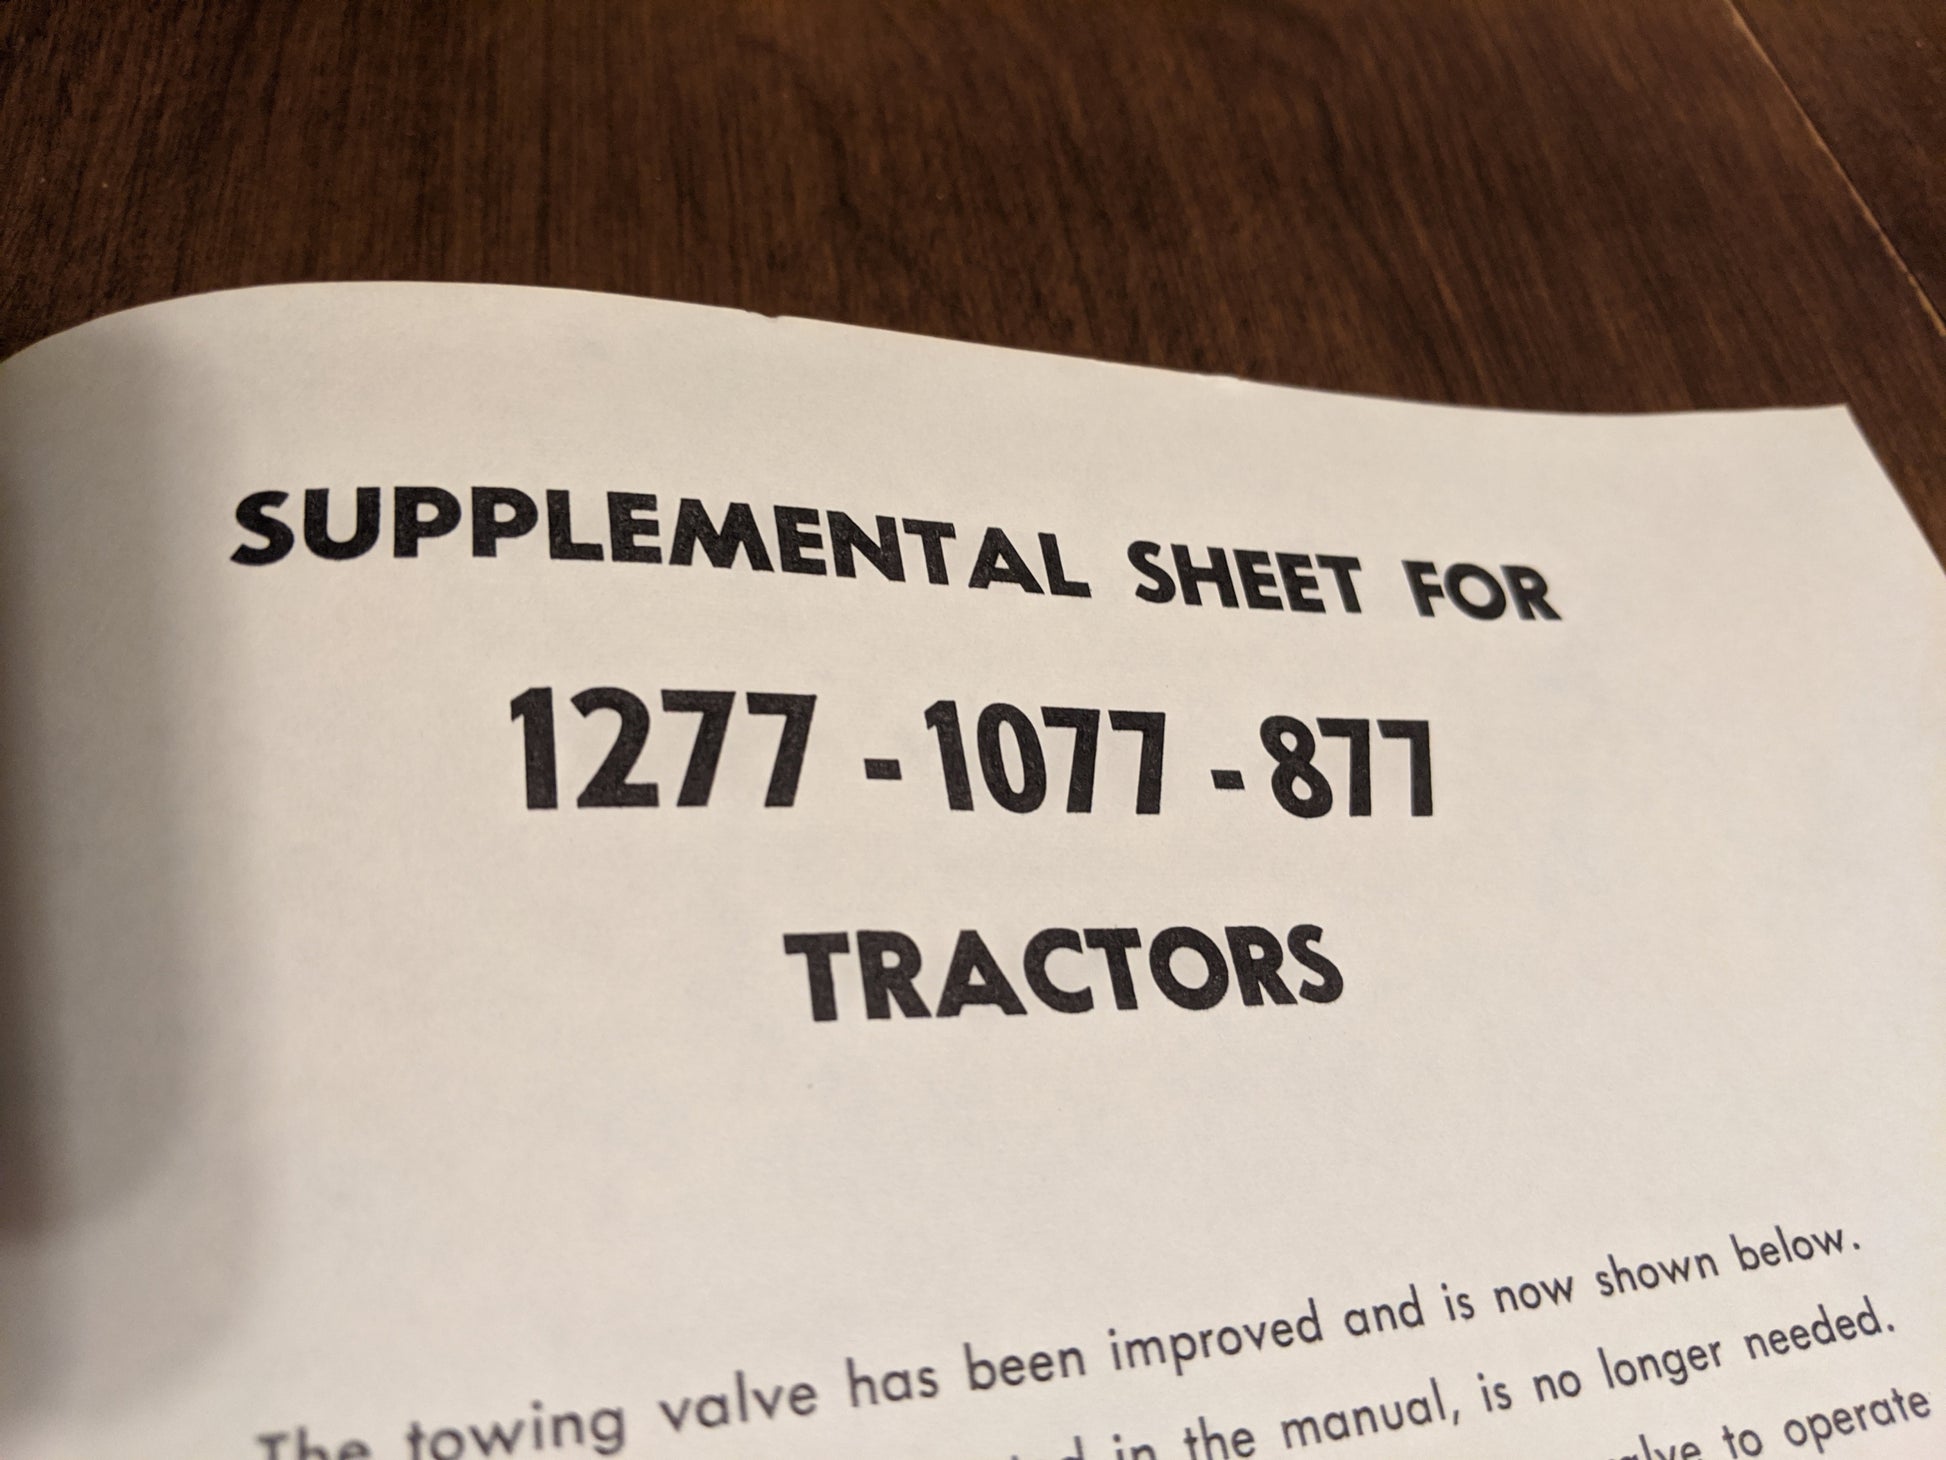 SUPPLEMENTAL SHEET FOR
1277 - 1077 - 877
TRACTORS
The towing valve has been improved and is now shown below.
in the manual, is no longer needed.
to operate